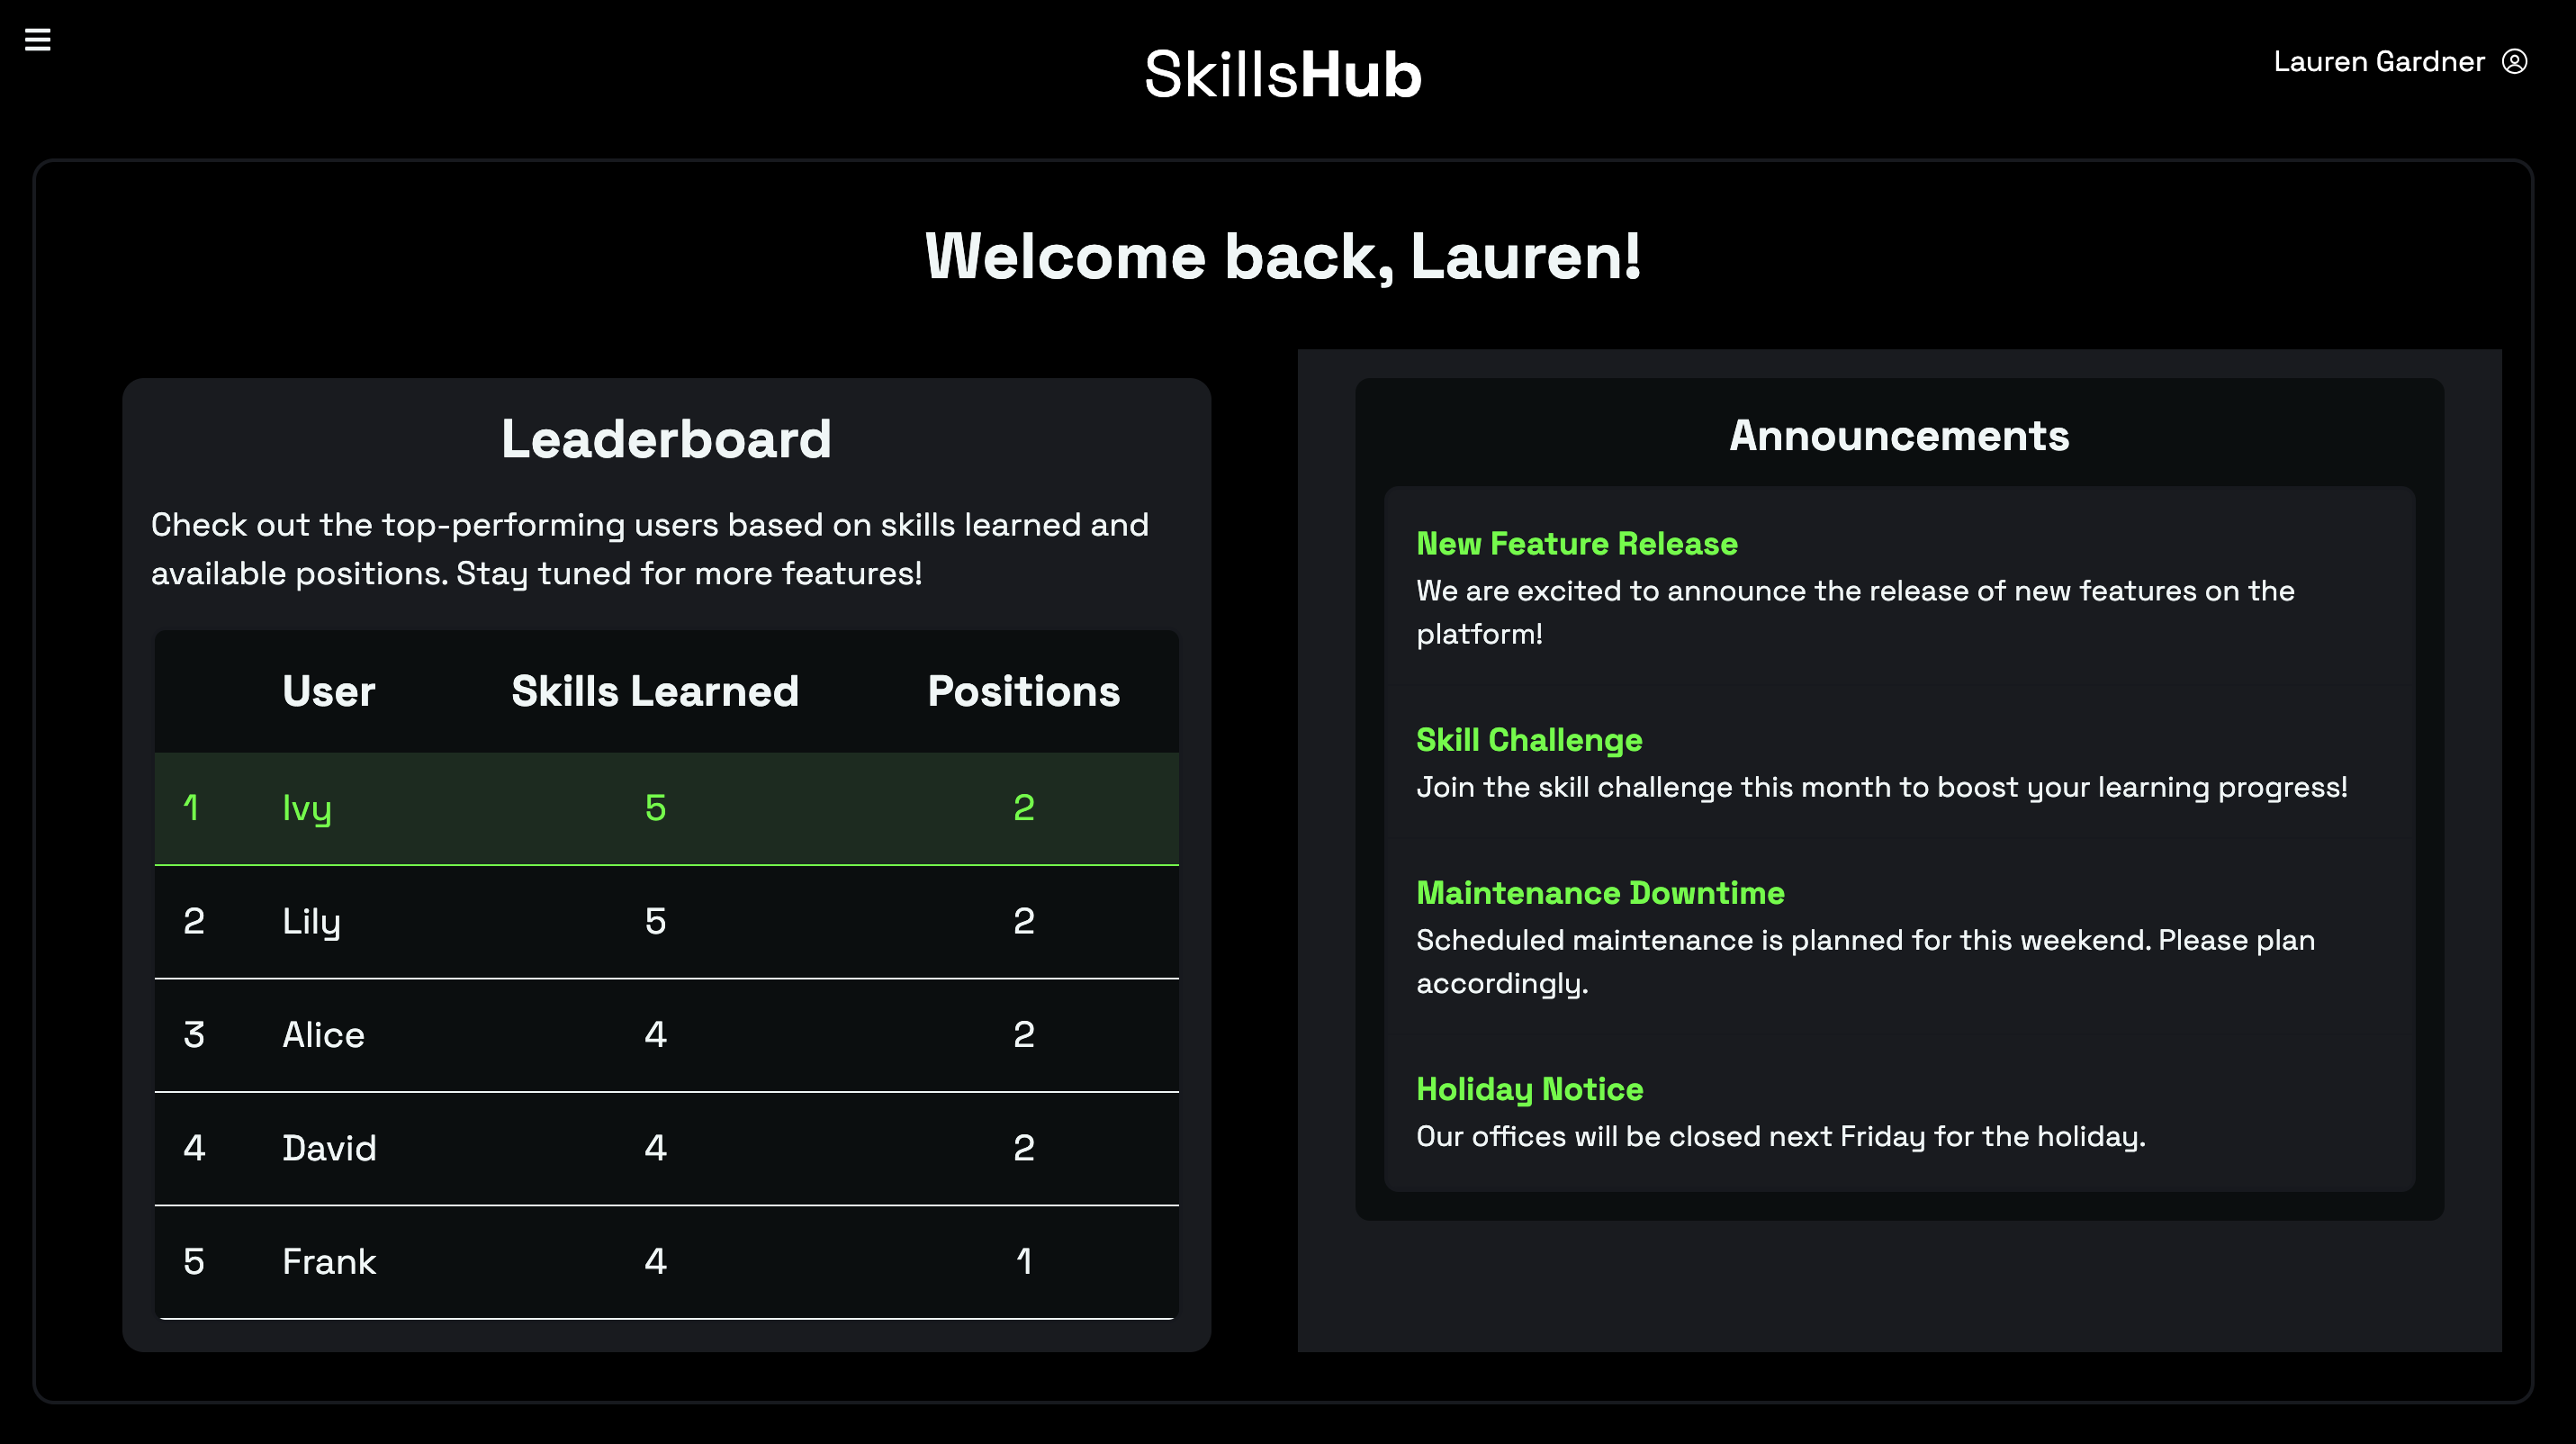 SkillsHub
Lauren Gardner
Welcome back, Lauren!
Leaderboard
Check out the top-performing users based on skills learned and
available positions. Stay tuned for more features!
User Skills Learned Positions
1 Ivy 5 2
2 Lily 5 2
3 Alice 4 2
4 David 4 2
5 Frank 4 1
Announcements
New Feature Release
We are excited to announce the release of new features on the
platform!
Skill Challenge
Join the skill challenge this month to boost your learning progress!
Maintenance Downtime
Scheduled maintenance is planned for this weekend. Please plan
accordingly.
Holiday Notice
Our offices will be closed next Friday for the holiday.